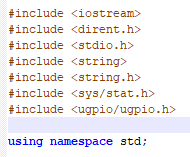 #include <iostream>
#include <dirent.h>
#include <stdio.h>
#include <string>
#include <string.h>
#include <sys/stat.h>
#include <ugpio/ugpio.h>
using namespace std;